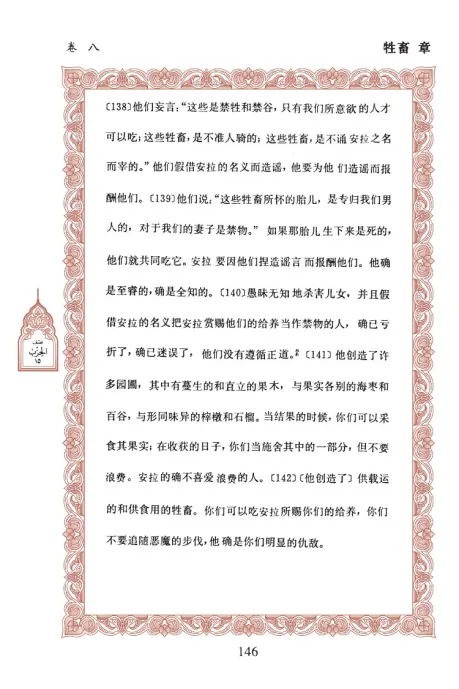 卷 八
牲畜 章
〔138〕他们妄言：“这些是禁牲和禁谷，只有我们所意欲的人才
可以吃；这些牲畜，是不准人骑的；这些牲畜，是不诵安拉之名
而宰的。”他们假借安拉的名义而造谣，他要为他们造谣而报
酬他们。〔139〕他们说：“这些牲畜所怀的胎儿，是专归我们男
人的，对于我们的妻子是禁物。” 如果那胎儿生下来是死的，
他们就共同吃它。安拉要因他们捏造谣言而报酬他们。他确
是至睿的，确是全知的。〔140〕愚昧无知地杀害儿女，并且假
借安拉的名义把安拉赏赐他们的给养当作禁物的人，确已亏
折了，确已迷误了，他们没有遵循正道。〔141〕他创造了许
多园圃，其中有蔓生的和直立的果木，与果实各别的海枣和
百谷，与形同味异的梓橔和石榴。当结果的时候，你们可以采
食其果实；在收获的日子，你们当施舍其中的一部分，但不要
浪费。安拉的确不喜爱浪费的人。〔142〕〔他创造了〕供载运
的和供食用的牲畜。你们可以吃安拉所赐你们的给养，你们
不要追随恶魔的步伐，他确是你们明显的仇敌。
الحزب
١٥
146